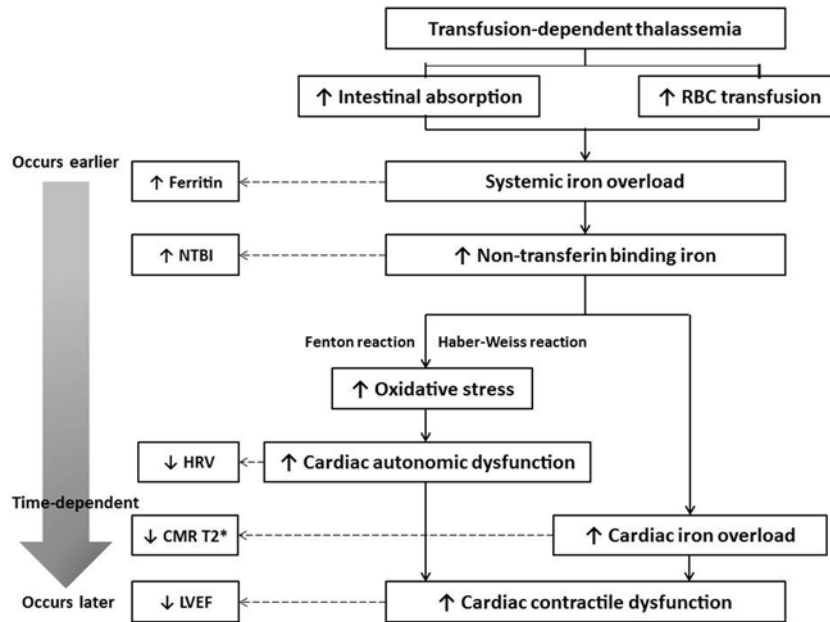 Transfusion-dependent thalassemia
↑ Intestinal absorption
↑ RBC transfusion
Occurs earlier
↑ Ferritin
Systemic iron overload
↑ NTBI
↑ Non-transferin binding iron
Fenton reaction
Haber-Weiss reaction
↑ Oxidative stress
↓ HRV
↑ Cardiac autonomic dysfunction
Time-dependent
↓ CMR T2*
↑ Cardiac iron overload
Occurs later
↓ LVEF
↑ Cardiac contractile dysfunction